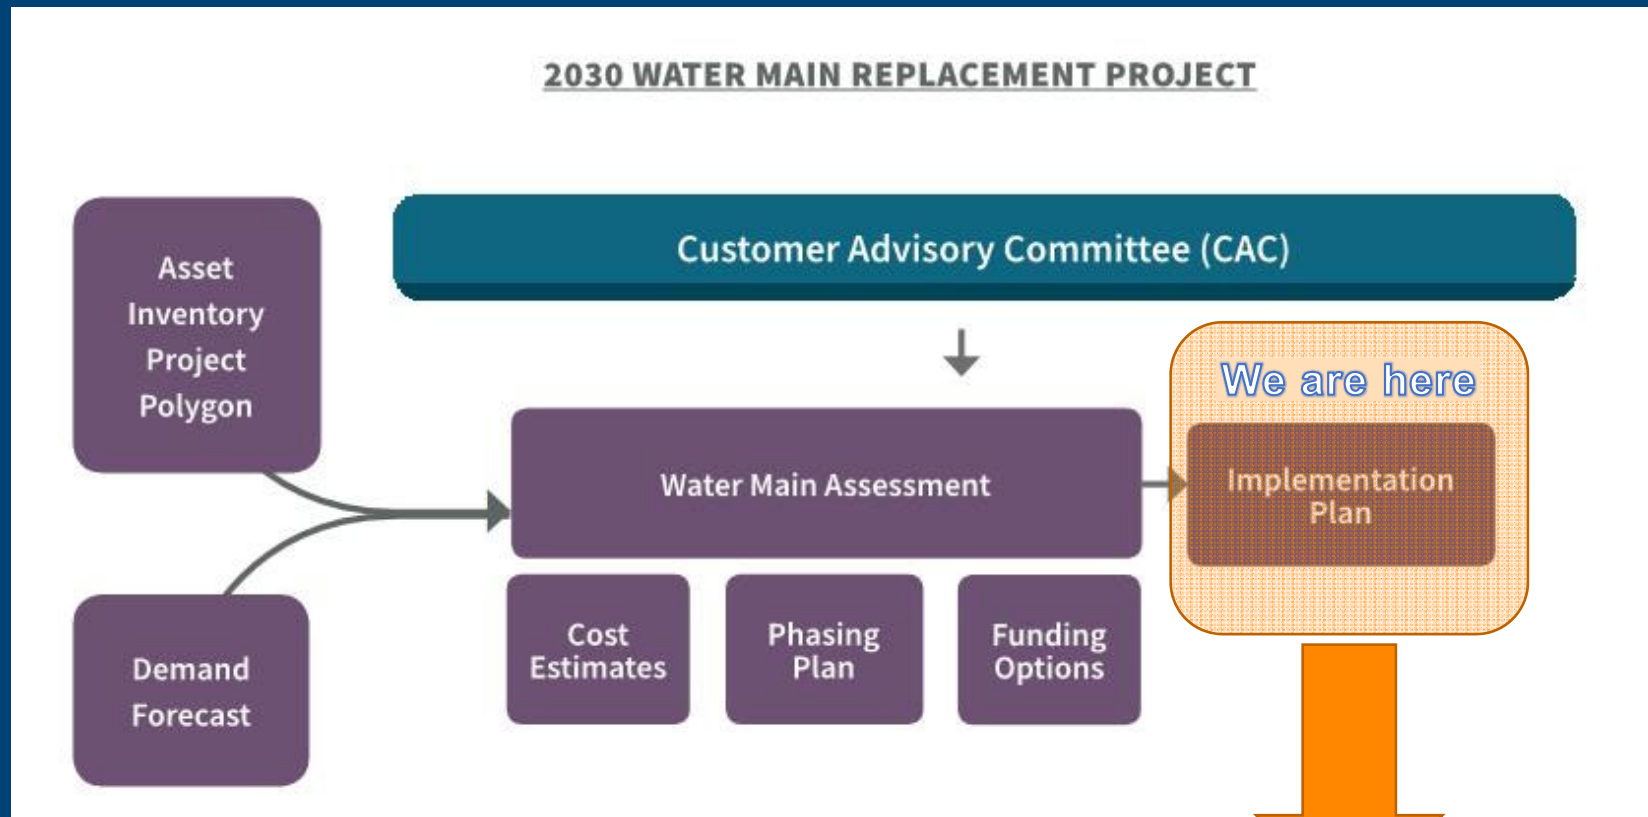 2030 WATER MAIN REPLACEMENT PROJECT
Customer Advisory Committee (CAC)
Asset
Inventory
Project
Polygon
We are here
Water Main Assessment
Implementation
Plan
Cost
Estimates
Phasing
Plan
Funding
Options
Demand
Forecast